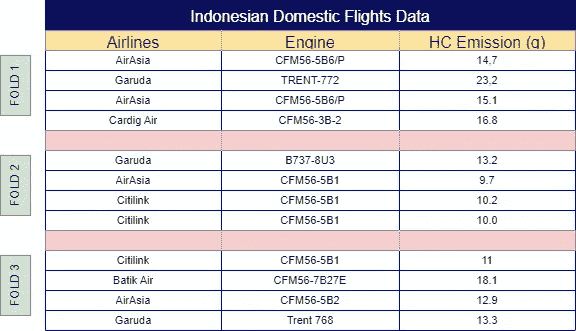 Indonesian Domestic Flights Data
Airlines Engine HC Emission (g)
FOLD 1
AirAsia CFM56-5B6/P 14,7
Garuda TRENT-772 23,2
AirAsia CFM56-5B6/P 15.1
Cardig Air CFM56-3B-2 16.8
FOLD 2
Garuda B737-8U3 13.2
AirAsia CFM56-5B1 9.7
Citilink CFM56-5B1 10.2
Citilink CFM56-5B1 10.0
FOLD 3
Citilink CFM56-5B1 11
Batik Air CFM56-7B27E 18.1
AirAsia CFM56-5B2 12.9
Garuda Trent 768 13.3